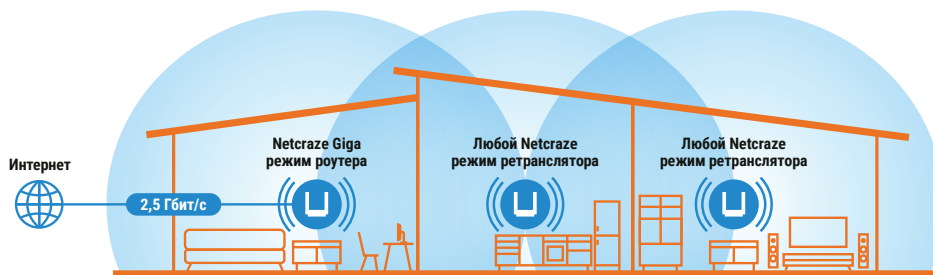 Netcraze Giga
режим роутера
Любой Netcraze
режим ретранслятора
Любой Netcraze
режим ретранслятора
Интернет
2,5 Гбит/с